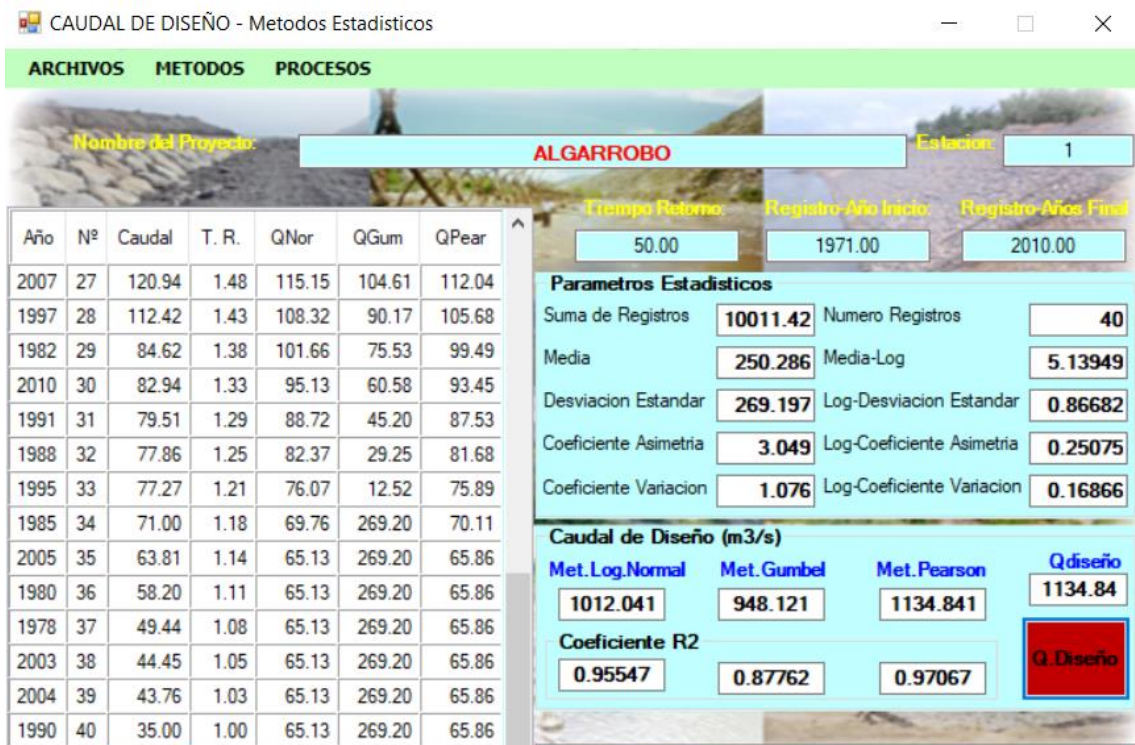 CAUDAL DE DISEÑO - Metodos Estadisticos
ARCHIVOS METODOS PROCESOS
Nombre del Proyecto: ALGARROBO Estacion: 1
Tiempo Retorno: Registro-Año Inicio: Registro-Años Final
50.00 1971.00 2010.00
Año Nº Caudal T. R. QNor QGum QPear
2007 27 120.94 1.48 115.15 104.61 112.04
1997 28 112.42 1.43 108.32 90.17 105.68
1982 29 84.62 1.38 101.66 75.53 99.49
2010 30 82.94 1.33 95.13 60.58 93.45
1991 31 79.51 1.29 88.72 45.20 87.53
1988 32 77.86 1.25 82.37 29.25 81.68
1995 33 77.27 1.21 76.07 12.52 75.89
1985 34 71.00 1.18 69.76 269.20 70.11
2005 35 63.81 1.14 65.13 269.20 65.86
1980 36 58.20 1.11 65.13 269.20 65.86
1978 37 49.44 1.08 65.13 269.20 65.86
2003 38 44.45 1.05 65.13 269.20 65.86
2004 39 43.76 1.03 65.13 269.20 65.86
1990 40 35.00 1.00 65.13 269.20 65.86
Parametros Estadisticos
Suma de Registros 10011.42 Numero Registros 40
Media 250.286 Media-Log 5.13949
Desviacion Estandar 269.197 Log-Desviacion Estandar 0.86682
Coeficiente Asimetria 3.049 Log-Coeficiente Asimetria 0.25075
Coeficiente Variacion 1.076 Log-Coeficiente Variacion 0.16866
Caudal de Diseño (m3/s)
Met.Log.Normal Met.Gumbel Met.Pearson Qdiseño
1012.041 948.121 1134.841 1134.84
Coeficiente R2
0.95547 0.87762 0.97067
Q.Diseño